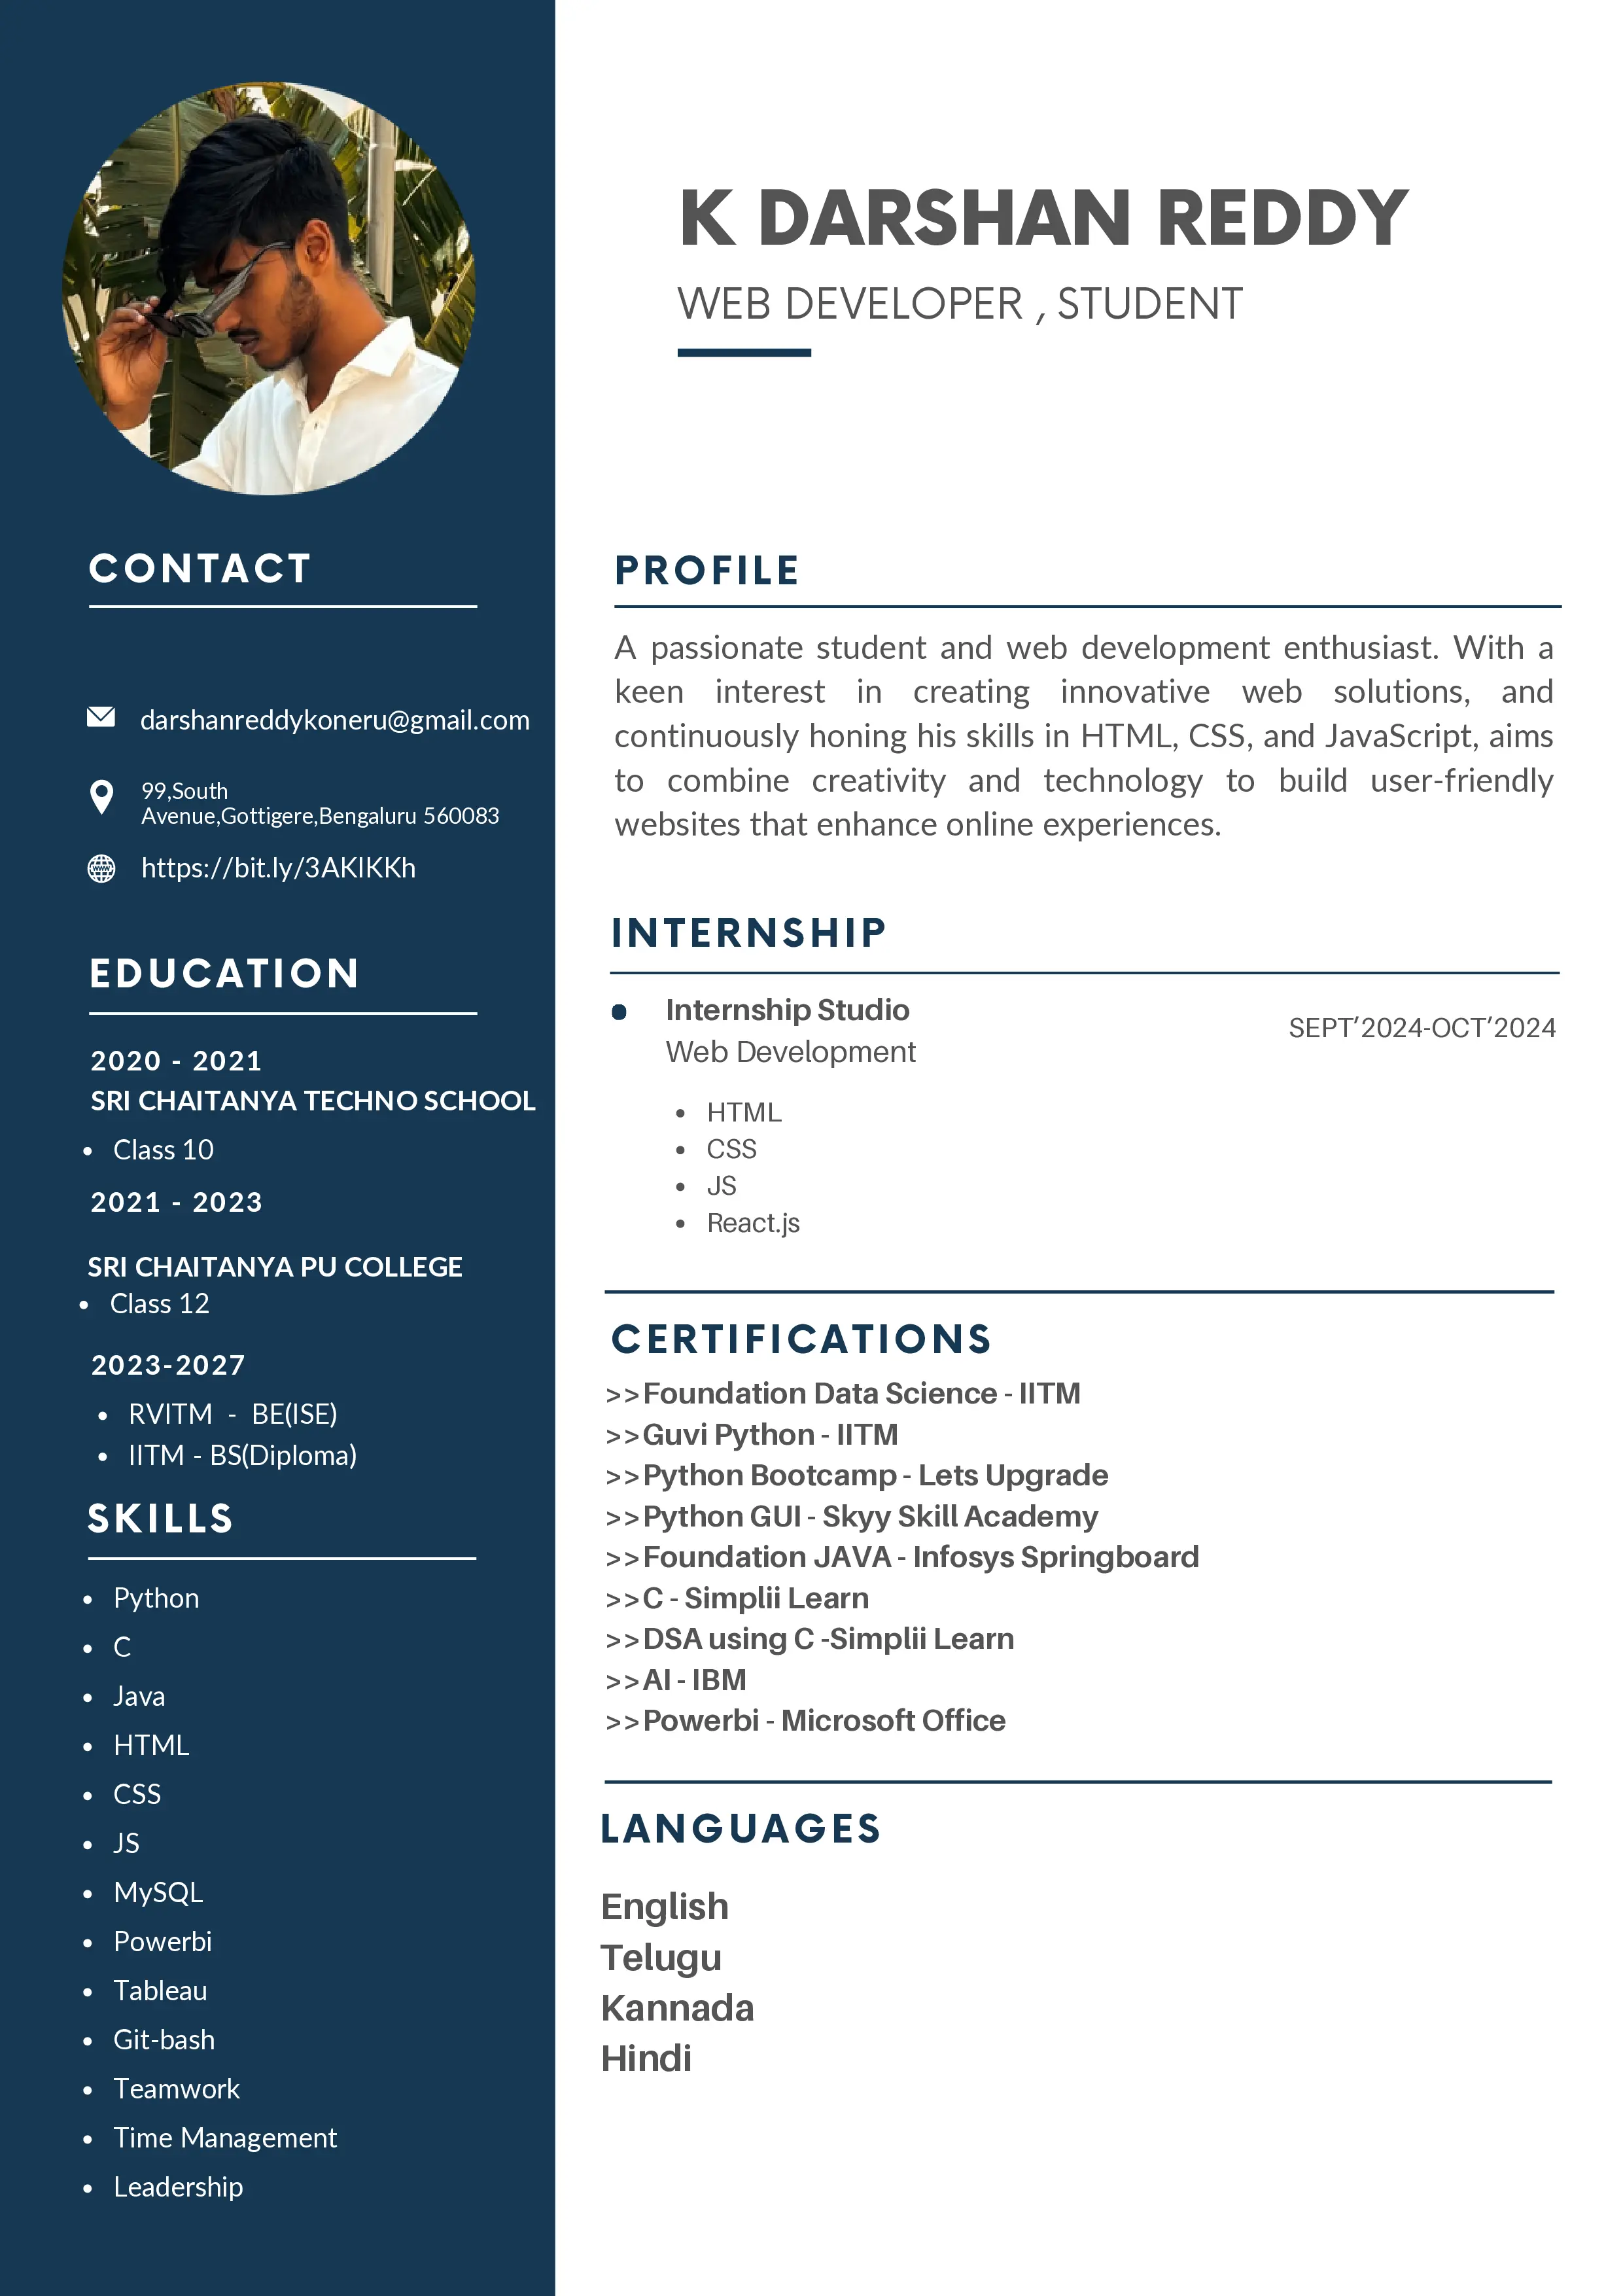 K DARSHAN REDDY
WEB DEVELOPER , STUDENT
CONTACT
darshanreddykoneru@gmail.com
99,South
Avenue,Gottigere,Bengaluru 560083
https://bit.ly/3AKIKKh
EDUCATION
2020 - 2021
SRI CHAITANYA TECHNO SCHOOL
• Class 10
2021 - 2023
SRI CHAITANYA PU COLLEGE
• Class 12
2023-2027
• RVITM - BE(ISE)
• IITM - BS(Diploma)
SKILLS
• Python
• C
• Java
• HTML
• CSS
• JS
• MySQL
• Powerbi
• Tableau
• Git-bash
• Teamwork
• Time Management
• Leadership
PROFILE
A passionate student and web development enthusiast. With a
keen interest in creating innovative web solutions, and
continuously honing his skills in HTML, CSS, and JavaScript, aims
to combine creativity and technology to build user-friendly
websites that enhance online experiences.
INTERNSHIP
Internship Studio
SEPT’2024-OCT’2024
Web Development
• HTML
• CSS
• JS
• React.js
CERTIFICATIONS
>>Foundation Data Science - IITM
>>Guvi Python - IITM
>>Python Bootcamp - Lets Upgrade
>>Python GUI - Skyy Skill Academy
>>Foundation JAVA - Infosys Springboard
>>C - Simplii Learn
>>DSA using C -Simplii Learn
>>AI - IBM
>>Powerbi - Microsoft Office
LANGUAGES
English
Telugu
Kannada
Hindi